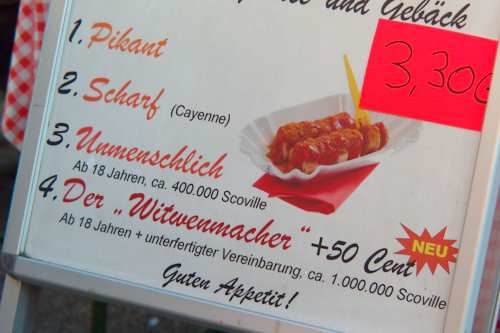 und Gebäck
1. Pikant
3,30€
2. Scharf (Cayenne)
3. Unmenschlich
Ab 18 Jahren, ca. 400.000 Scoville
4. Der „Witwenmacher" +50 Cent
NEU
Ab 18 Jahren + unterfertigter Vereinbarung, ca. 1.000.000 Scoville
Guten Appetit!